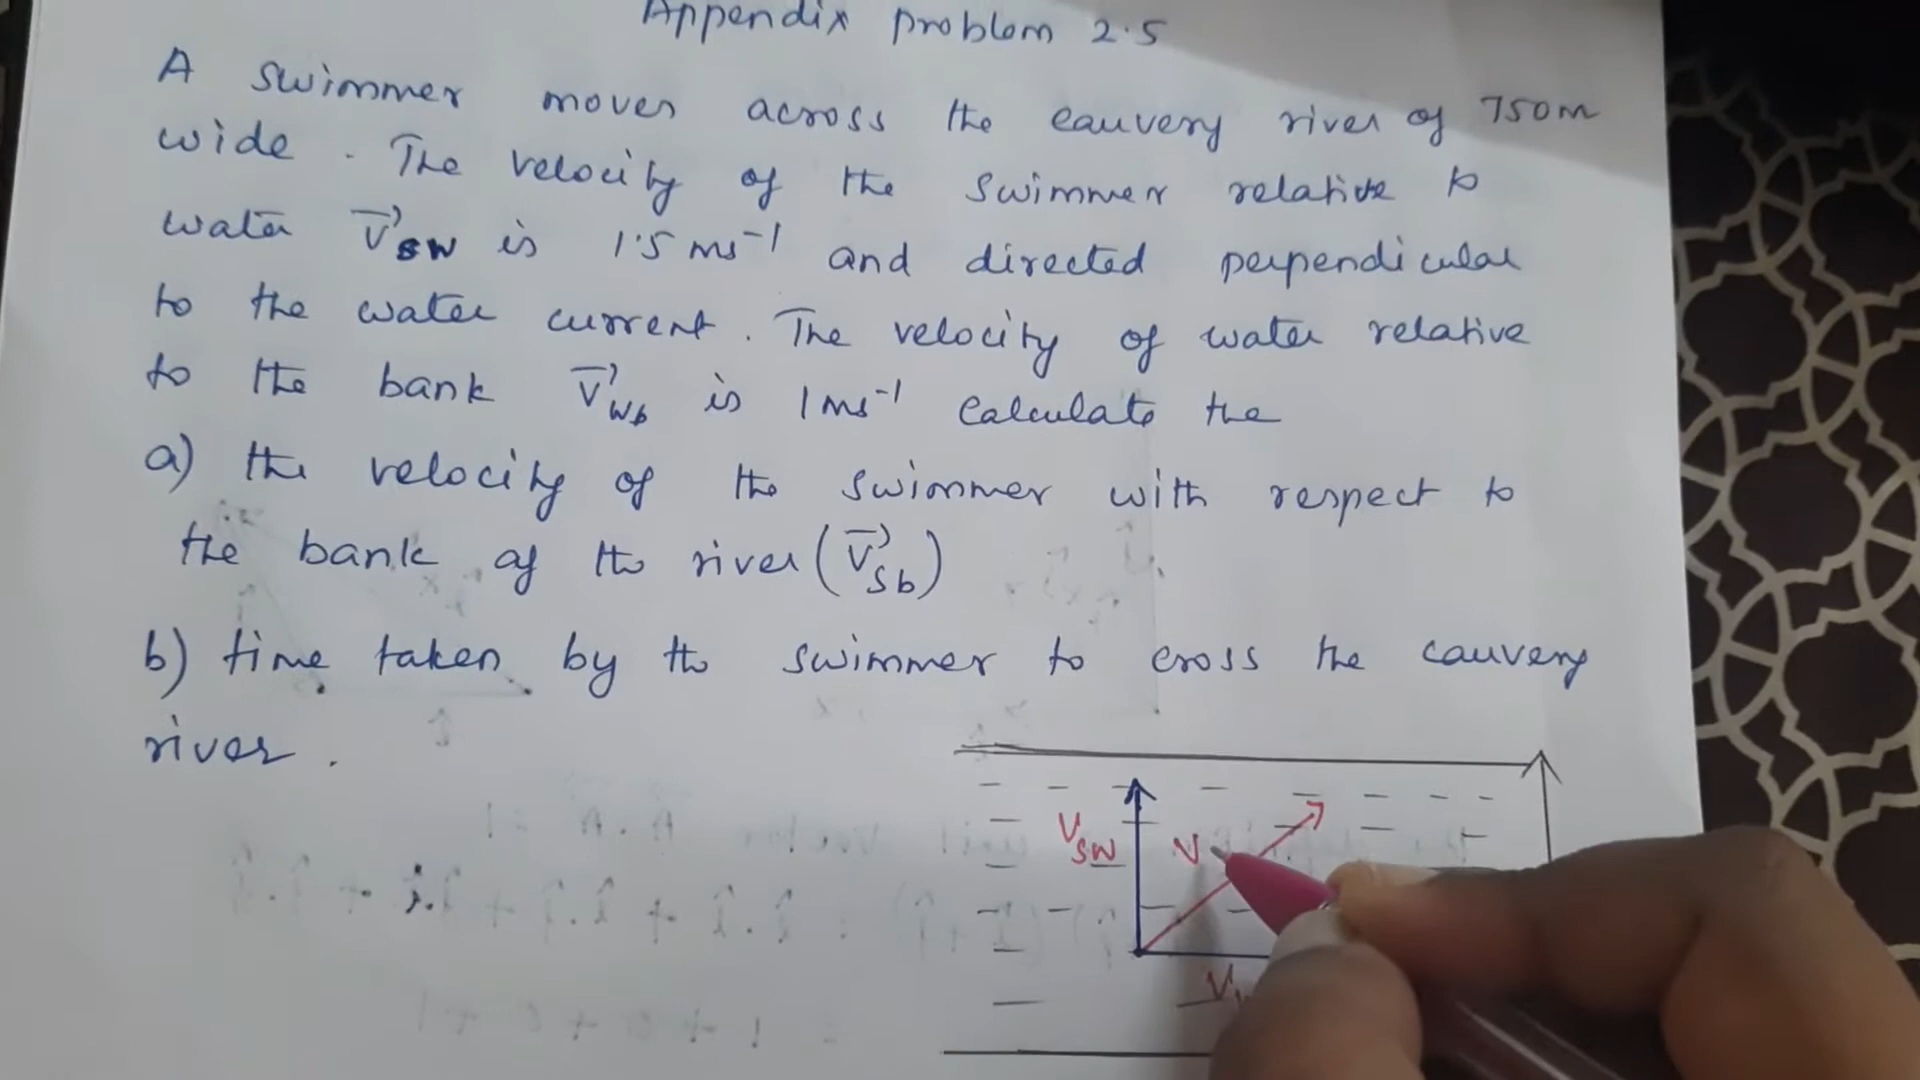 Appendix problem 2.5
A swimmer moves across the cauvery river of 750m
wide. The velocity of the swimmer relative to
water V⃗sw is 1.5 ms⁻¹ and directed perpendicular
to the water current. The velocity of water relative
to the bank V⃗wb is 1 ms⁻¹ calculate the
a) the velocity of the swimmer with respect to
the bank of the river (V⃗sb)
b) time taken by the swimmer to cross the cauvery
river.
Vsw V